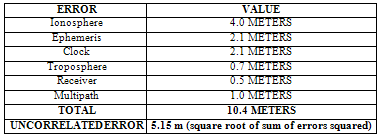 ERROR VALUE
Ionosphere 4.0 METERS
Ephemeris 2.1 METERS
Clock 2.1 METERS
Troposphere 0.7 METERS
Receiver 0.5 METERS
Multipath 1.0 METERS
TOTAL 10.4 METERS
UNCORRELATED ERROR 5.15 m (square root of sum of errors squared)